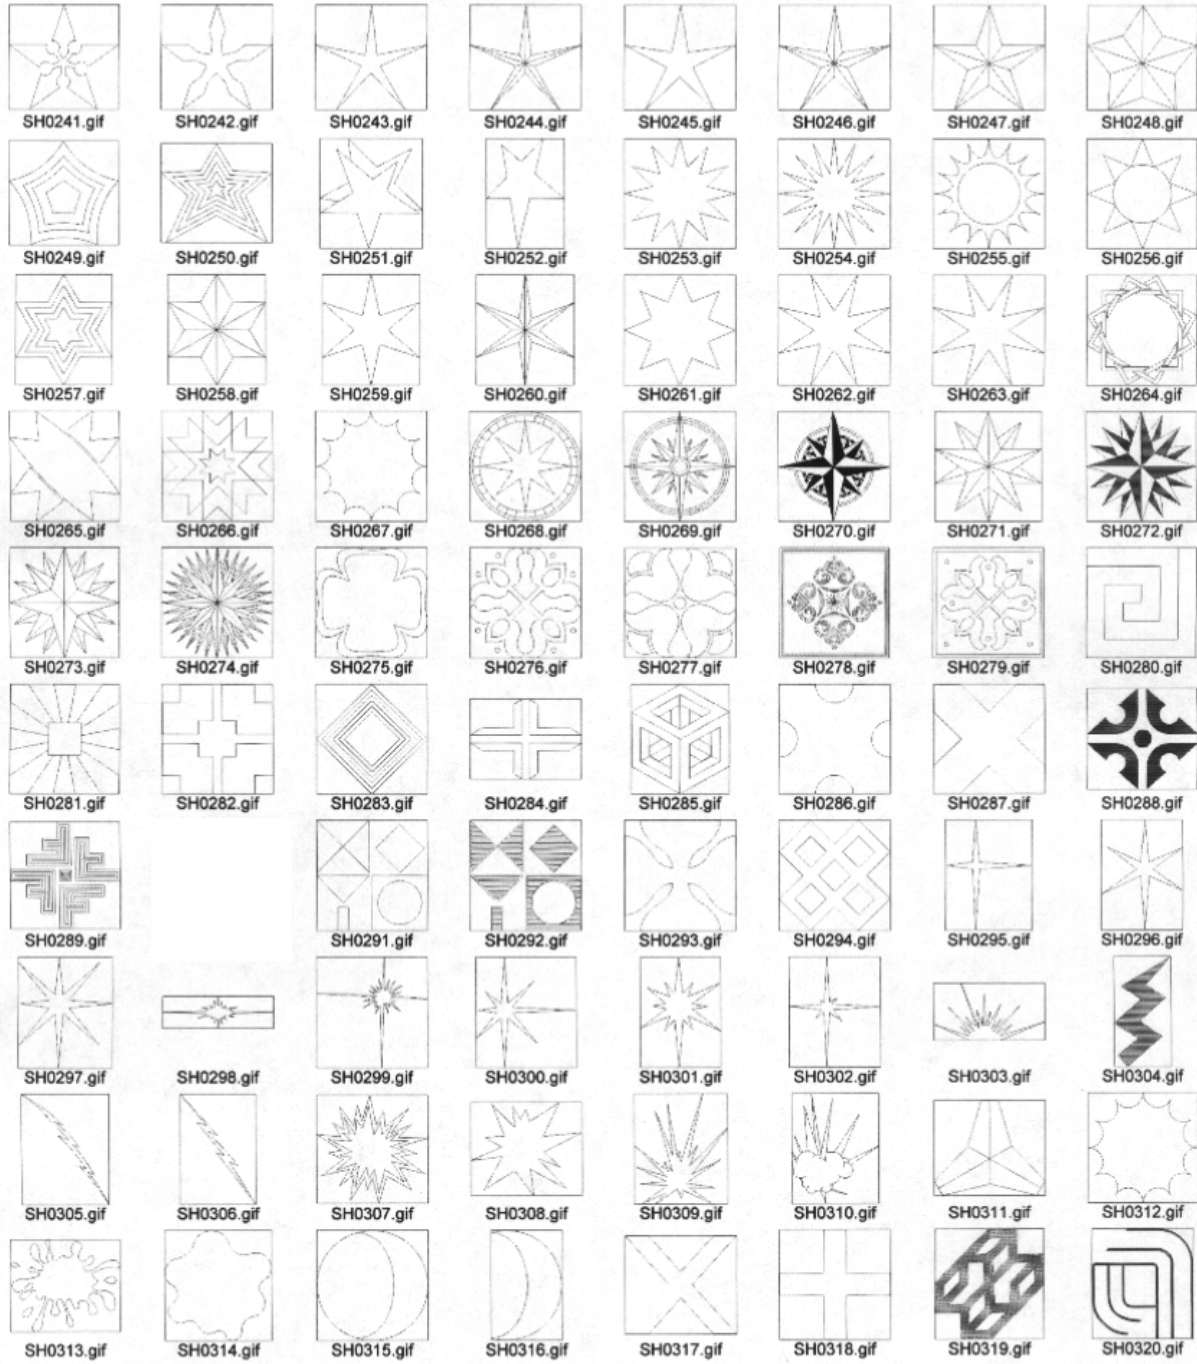 SH0241.gif SH0242.gif SH0243.gif SH0244.gif SH0245.gif SH0246.gif SH0247.gif SH0248.gif
SH0249.gif SH0250.gif SH0251.gif SH0252.gif SH0253.gif SH0254.gif SH0255.gif SH0256.gif
SH0257.gif SH0258.gif SH0259.gif SH0260.gif SH0261.gif SH0262.gif SH0263.gif SH0264.gif
SH0265.gif SH0266.gif SH0267.gif SH0268.gif SH0269.gif SH0270.gif SH0271.gif SH0272.gif
SH0273.gif SH0274.gif SH0275.gif SH0276.gif SH0277.gif SH0278.gif SH0279.gif SH0280.gif
SH0281.gif SH0282.gif SH0283.gif SH0284.gif SH0285.gif SH0286.gif SH0287.gif SH0288.gif
SH0289.gif SH0291.gif SH0292.gif SH0293.gif SH0294.gif SH0295.gif SH0296.gif
SH0297.gif SH0298.gif SH0299.gif SH0300.gif SH0301.gif SH0302.gif SH0303.gif SH0304.gif
SH0305.gif SH0306.gif SH0307.gif SH0308.gif SH0309.gif SH0310.gif SH0311.gif SH0312.gif
SH0313.gif SH0314.gif SH0315.gif SH0316.gif SH0317.gif SH0318.gif SH0319.gif SH0320.gif